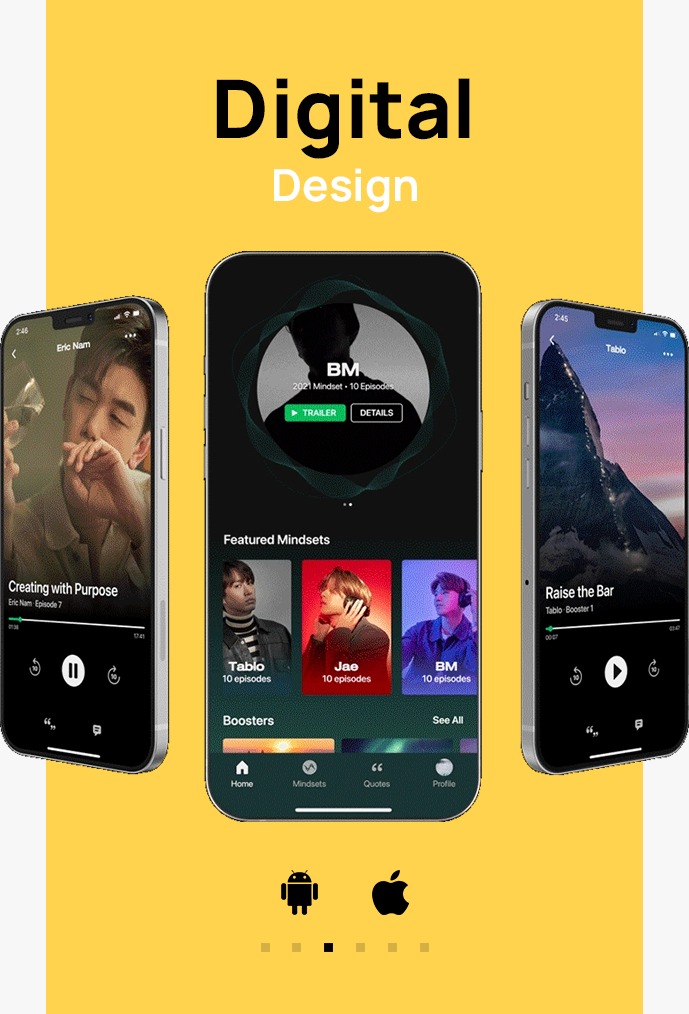 Digital
Design
2:46
Eric Nam
Creating with Purpose
Eric Nam · Episode 7
01:38
17:41
10
10
BM
2021 Mindset • 10 Episodes
TRAILER
DETAILS
Featured Mindsets
Tablo
10 episodes
Jae
10 episodes
BM
10 episodes
Boosters
See All
Home
Mindsets
Quotes
Profile
2:45
Tablo
Raise the Bar
Tablo · Booster 1
00:07
03:47
10
10